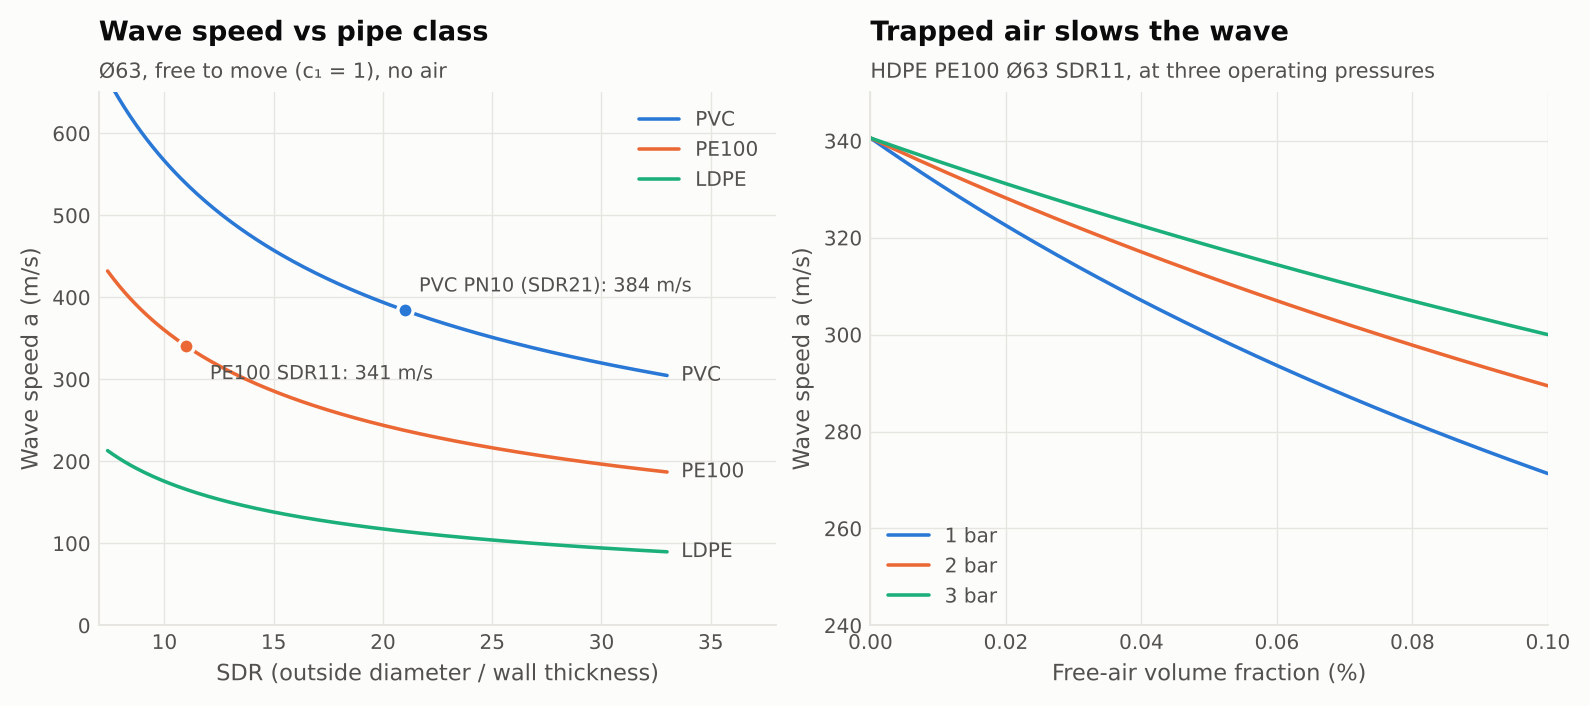 Wave speed vs pipe class
Ø63, free to move (c₁ = 1), no air
Wave speed a (m/s)
600
500
400
300
200
100
0
PVC
PE100
LDPE
PVC PN10 (SDR21): 384 m/s
PE100 SDR11: 341 m/s
PVC
PE100
LDPE
10 15 20 25 30 35
SDR (outside diameter / wall thickness)
Trapped air slows the wave
HDPE PE100 Ø63 SDR11, at three operating pressures
Wave speed a (m/s)
340
320
300
280
260
240
1 bar
2 bar
3 bar
0.00 0.02 0.04 0.06 0.08 0.10
Free-air volume fraction (%)